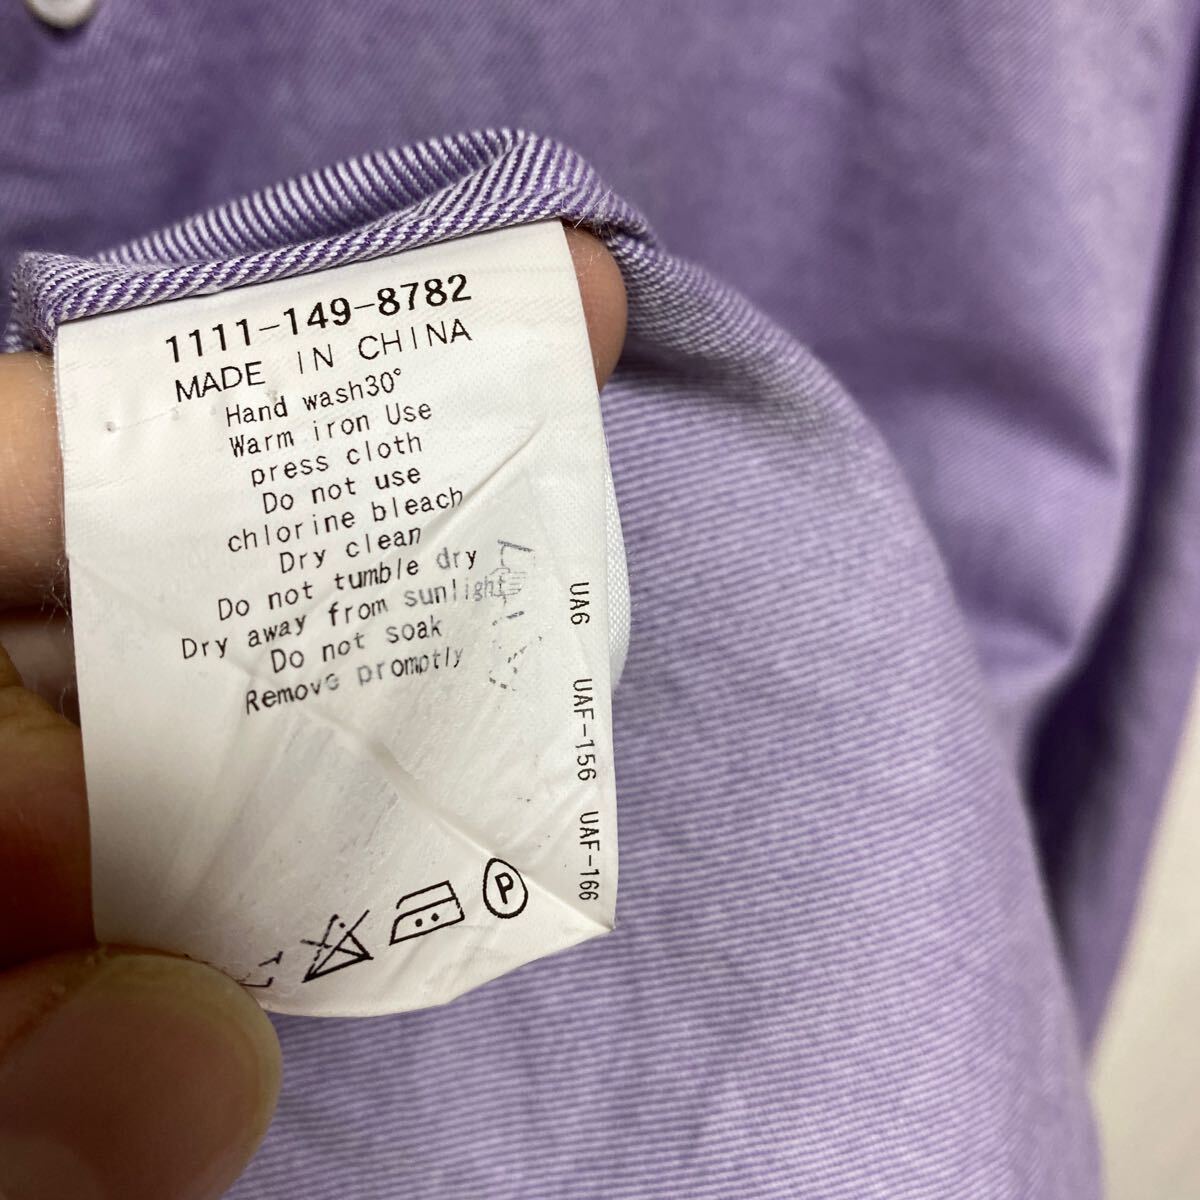 1111-149-8782
MADE IN CHINA
Hand wash30°
Warm iron Use
press cloth
Do not use
chlorine bleach
Dry clean
Do not tumble dry
Dry away from sunlight
Do not soak
Remove promptly
UA6 UAF-156 UAF-166
P